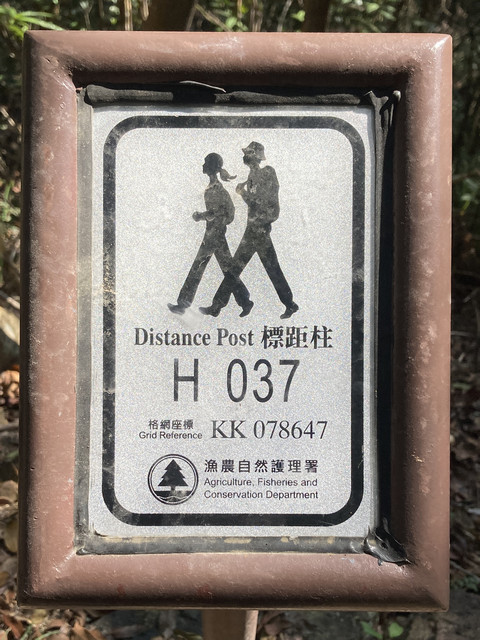 Distance Post 標距柱
H 037
格網座標
Grid Reference KK 078647
漁農自然護理署
Agriculture, Fisheries and
Conservation Department